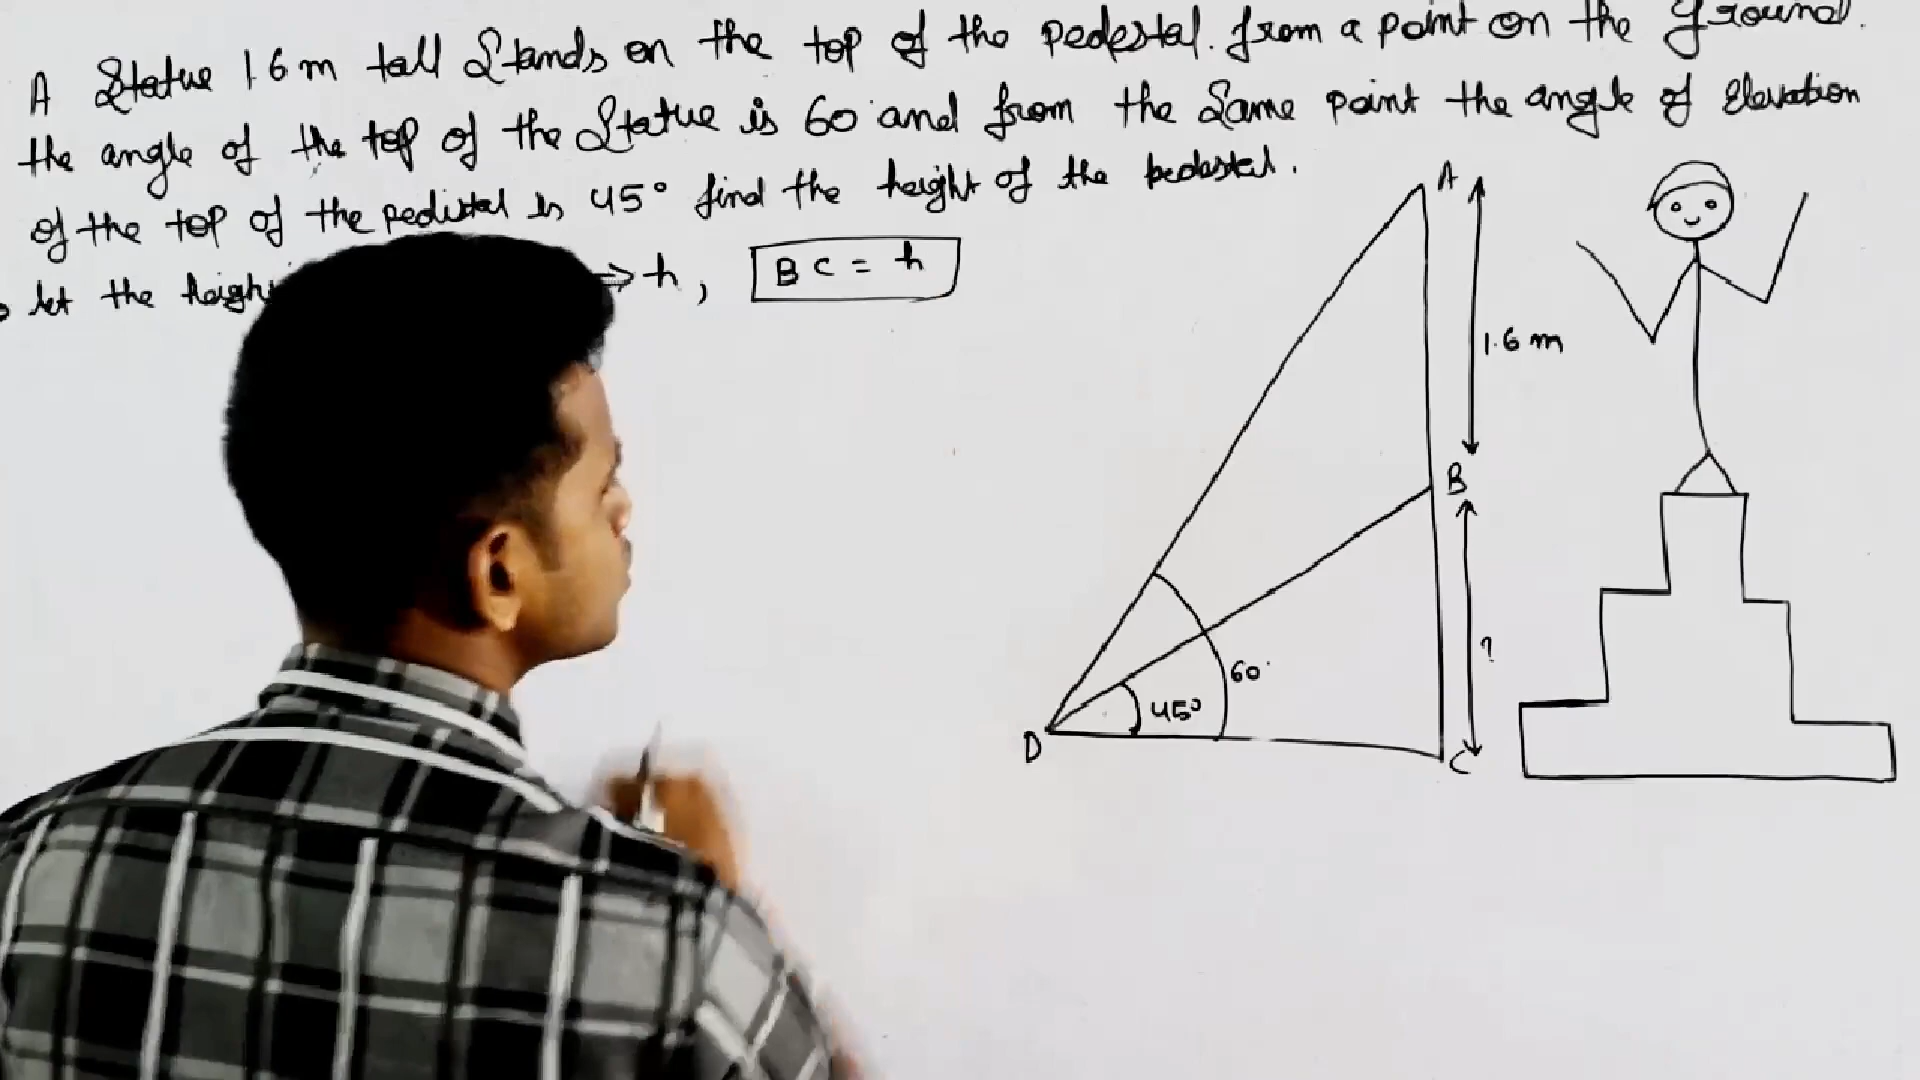 A Statue 1.6 m tall Stands on the top of the pedestal. from a point on the ground.
the angle of the top of the Statue is 60° and from the Same point the angle of Elevation
of the top of the pedistal is 45° find the height of the pedestal.
let the heigh ⇒ h, BC = h
A
1.6 m
B
?
60°
45°
D
C